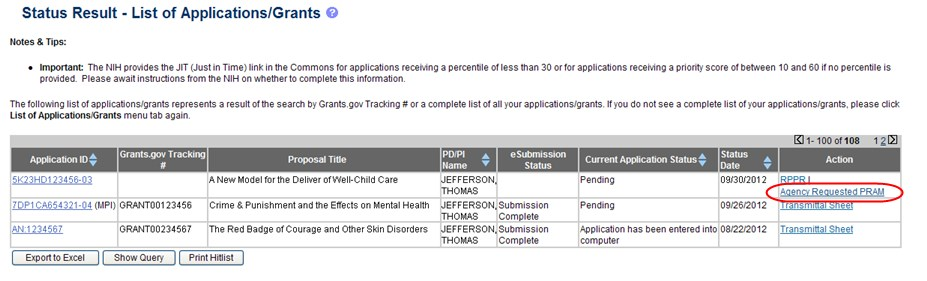 Status Result - List of Applications/Grants ?
Notes & Tips:
• Important: The NIH provides the JIT (Just in Time) link in the Commons for applications receiving a percentile of less than 30 or for applications receiving a priority score of between 10 and 60 if no percentile is
provided. Please await instructions from the NIH on whether to complete this information.
The following list of applications/grants represents a result of the search by Grants.gov Tracking # or a complete list of all your applications/grants. If you do not see a complete list of your applications/grants, please click
List of Applications/Grants menu tab again.
1- 100 of 108 1 2
Application ID Grants.gov Tracking # Proposal Title PD/PI Name eSubmission Status Current Application Status Status Date Action
5K23HD123456-03 A New Model for the Deliver of Well-Child Care JEFFERSON, THOMAS Pending 09/30/2012 RPPR |
Agency Requested PRAM
7DP1CA654321-04 (MPI) GRANT00123456 Crime & Punishment and the Effects on Mental Health JEFFERSON, THOMAS Submission Complete Pending 09/26/2012 Transmittal Sheet
AN:1234567 GRANT00234567 The Red Badge of Courage and Other Skin Disorders JEFFERSON, THOMAS Submission Complete Application has been entered into computer 08/22/2012 Transmittal Sheet
Export to Excel Show Query Print Hitlist